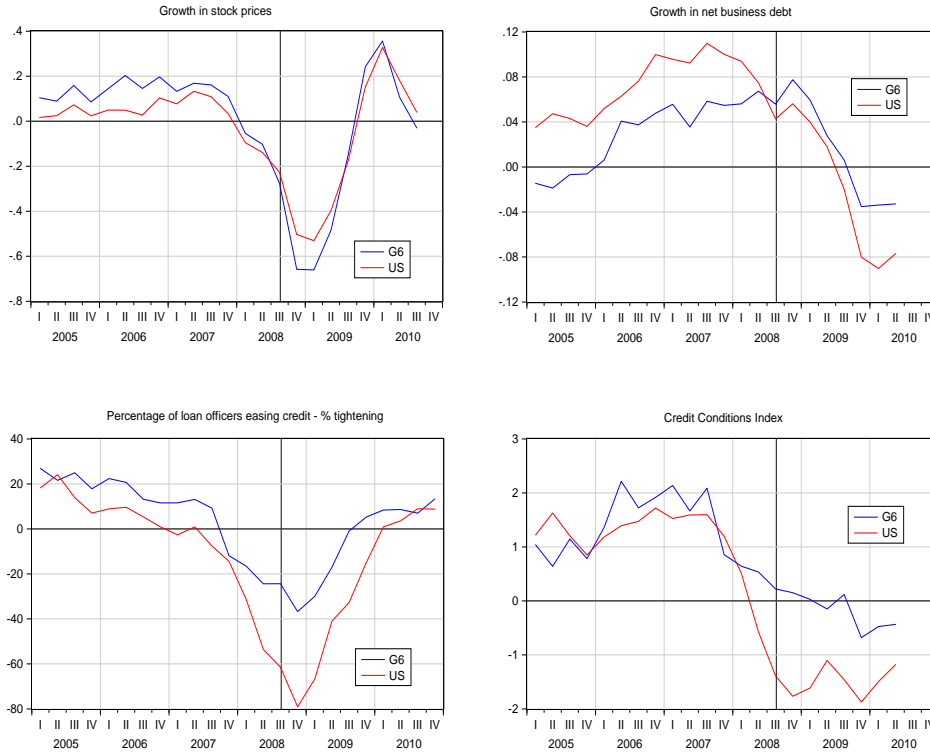 Growth in stock prices
.4
.2
.0
-.2
-.4
-.6
-.8
G6
US
I II III IV I II III IV I II III IV I II III IV I II III IV I II III IV
2005 2006 2007 2008 2009 2010
Growth in net business debt
.12
.08
.04
.00
-.04
-.08
-.12
G6
US
I II III IV I II III IV I II III IV I II III IV I II III IV I II III IV
2005 2006 2007 2008 2009 2010
Percentage of loan officers easing credit - % tightening
40
20
0
-20
-40
-60
-80
G6
US
I II III IV I II III IV I II III IV I II III IV I II III IV I II III IV
2005 2006 2007 2008 2009 2010
Credit Conditions Index
3
2
1
0
-1
-2
G6
US
I II III IV I II III IV I II III IV I II III IV I II III IV I II III IV
2005 2006 2007 2008 2009 2010